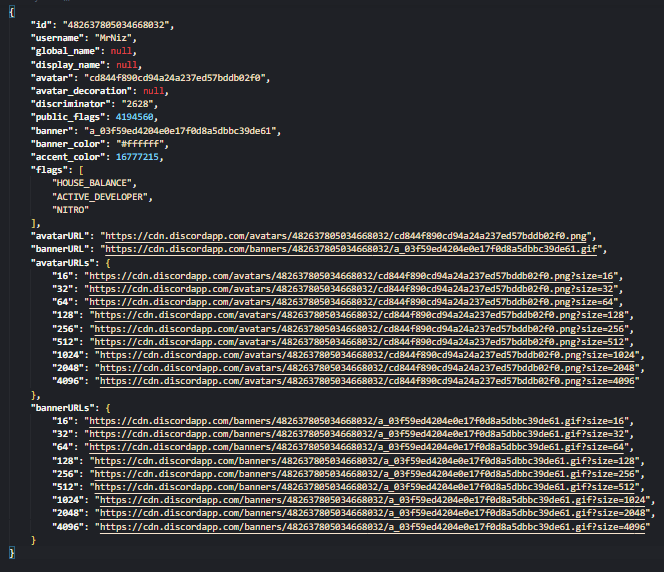 {
"id": "482637805034668032",
"username": "MrNiz",
"global_name": null,
"display_name": null,
"avatar": "cd844f890cd94a24a237ed57bddb02f0",
"avatar_decoration": null,
"discriminator": "2628",
"public_flags": 4194560,
"banner": "a_03f59ed4204e0e17f0d8a5dbbc39de61",
"banner_color": "#ffffff",
"accent_color": 16777215,
"flags": [
"HOUSE_BALANCE",
"ACTIVE_DEVELOPER",
"NITRO"
],
"avatarURL": "https://cdn.discordapp.com/avatars/482637805034668032/cd844f890cd94a24a237ed57bddb02f0.png",
"bannerURL": "https://cdn.discordapp.com/banners/482637805034668032/a_03f59ed4204e0e17f0d8a5dbbc39de61.gif",
"avatarURLs": {
"16": "https://cdn.discordapp.com/avatars/482637805034668032/cd844f890cd94a24a237ed57bddb02f0.png?size=16",
"32": "https://cdn.discordapp.com/avatars/482637805034668032/cd844f890cd94a24a237ed57bddb02f0.png?size=32",
"64": "https://cdn.discordapp.com/avatars/482637805034668032/cd844f890cd94a24a237ed57bddb02f0.png?size=64",
"128": "https://cdn.discordapp.com/avatars/482637805034668032/cd844f890cd94a24a237ed57bddb02f0.png?size=128",
"256": "https://cdn.discordapp.com/avatars/482637805034668032/cd844f890cd94a24a237ed57bddb02f0.png?size=256",
"512": "https://cdn.discordapp.com/avatars/482637805034668032/cd844f890cd94a24a237ed57bddb02f0.png?size=512",
"1024": "https://cdn.discordapp.com/avatars/482637805034668032/cd844f890cd94a24a237ed57bddb02f0.png?size=1024",
"2048": "https://cdn.discordapp.com/avatars/482637805034668032/cd844f890cd94a24a237ed57bddb02f0.png?size=2048",
"4096": "https://cdn.discordapp.com/avatars/482637805034668032/cd844f890cd94a24a237ed57bddb02f0.png?size=4096"
},
"bannerURLs": {
"16": "https://cdn.discordapp.com/banners/482637805034668032/a_03f59ed4204e0e17f0d8a5dbbc39de61.gif?size=16",
"32": "https://cdn.discordapp.com/banners/482637805034668032/a_03f59ed4204e0e17f0d8a5dbbc39de61.gif?size=32",
"64": "https://cdn.discordapp.com/banners/482637805034668032/a_03f59ed4204e0e17f0d8a5dbbc39de61.gif?size=64",
"128": "https://cdn.discordapp.com/banners/482637805034668032/a_03f59ed4204e0e17f0d8a5dbbc39de61.gif?size=128",
"256": "https://cdn.discordapp.com/banners/482637805034668032/a_03f59ed4204e0e17f0d8a5dbbc39de61.gif?size=256",
"512": "https://cdn.discordapp.com/banners/482637805034668032/a_03f59ed4204e0e17f0d8a5dbbc39de61.gif?size=512",
"1024": "https://cdn.discordapp.com/banners/482637805034668032/a_03f59ed4204e0e17f0d8a5dbbc39de61.gif?size=1024",
"2048": "https://cdn.discordapp.com/banners/482637805034668032/a_03f59ed4204e0e17f0d8a5dbbc39de61.gif?size=2048",
"4096": "https://cdn.discordapp.com/banners/482637805034668032/a_03f59ed4204e0e17f0d8a5dbbc39de61.gif?size=4096"
}
}